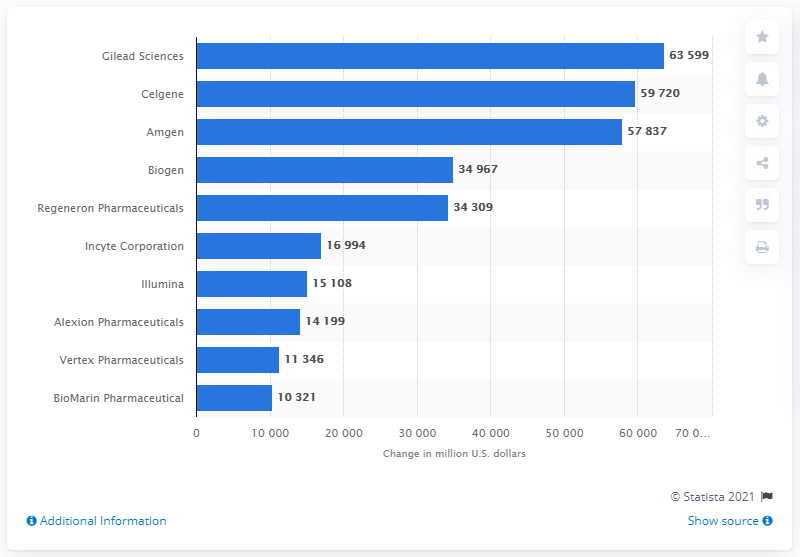 Gilead Sciences 63 599
Celgene 59 720
Amgen 57 837
Biogen 34 967
Regeneron Pharmaceuticals 34 309
Incyte Corporation 16 994
Illumina 15 108
Alexion Pharmaceuticals 14 199
Vertex Pharmaceuticals 11 346
BioMarin Pharmaceutical 10 321
0 10 000 20 000 30 000 40 000 50 000 60 000 70 0...
Change in million U.S. dollars
© Statista 2021
Additional Information Show source